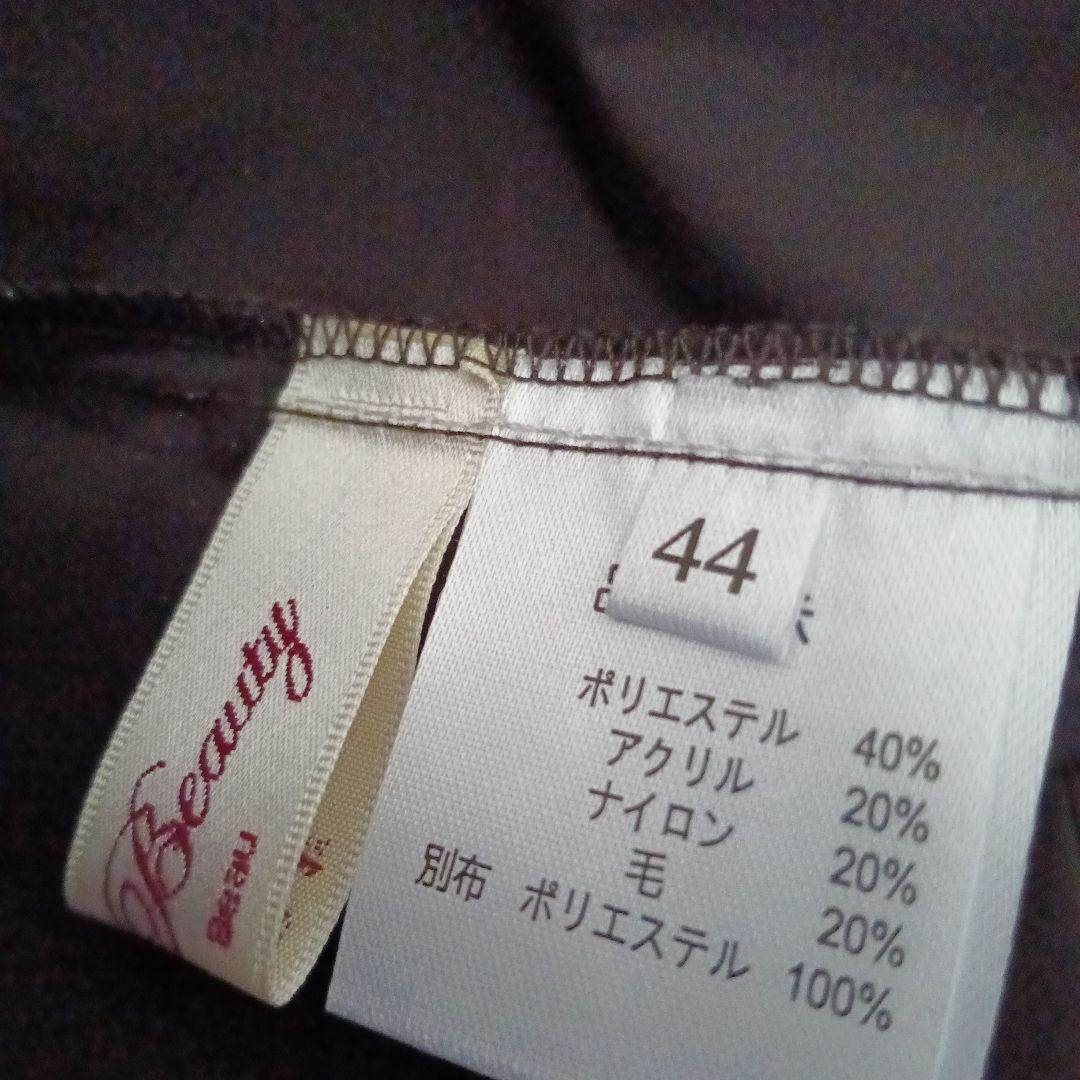 Beauty
44
ポリエステル 40%
アクリル 20%
ナイロン 20%
毛 20%
別布 ポリエステル 100%